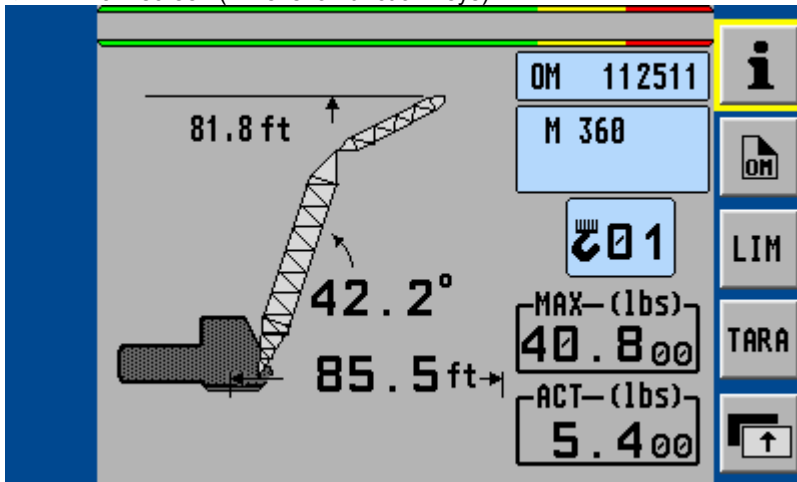 OM 112511
i
81.8 ft
M 360
OM
01
LIM
42.2°
MAX (lbs)
40.800
TARA
85.5 ft
ACT (lbs)
5.400